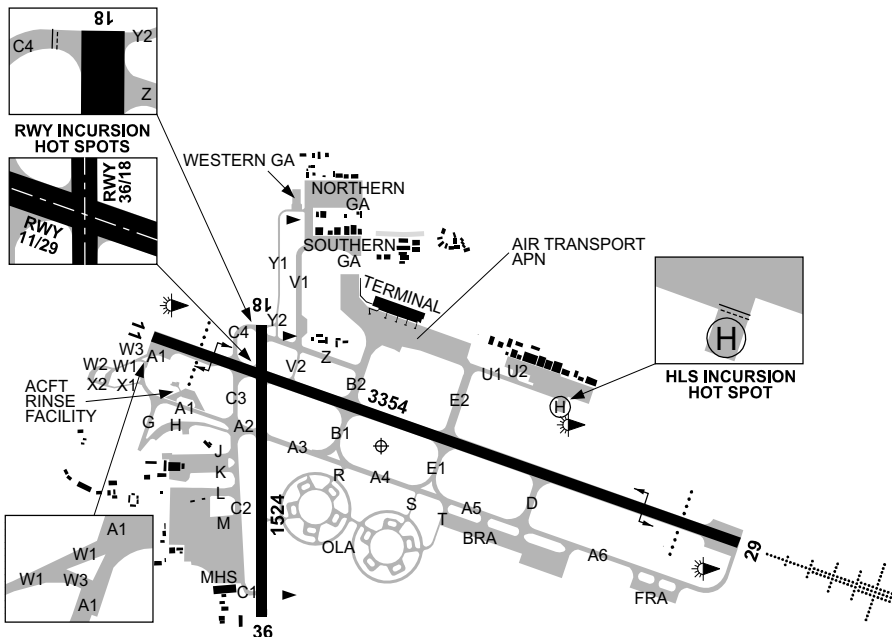 18
C4
Y2
Z
RWY INCURSION
HOT SPOTS
RWY
36/18
RWY
11/29
WESTERN GA
NORTHERN
GA
SOUTHERN
GA
AIR TRANSPORT
APN
TERMINAL
Y1
V1
18
Y2
C4
11
W3
A1
W2
W1
X2
X1
ACFT
RINSE
FACILITY
A1
G
H
C3
A2
V2
Z
B2
3354
E2
U1
U2
H
H
HLS INCURSION
HOT SPOT
J
K
L
M
C2
1524
A3
B1
R
A4
E1
S
T
A5
D
BRA
OLA
A6
FRA
29
MHS
C1
36
A1
W1
W1
W3
A1